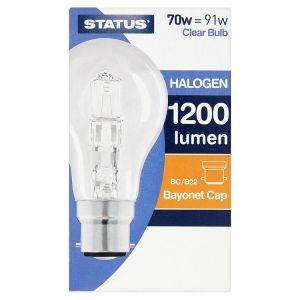 STATUS®
70w = 91w
Clear Bulb
HALOGEN
1200
lumen
BC/B22
Bayonet Cap